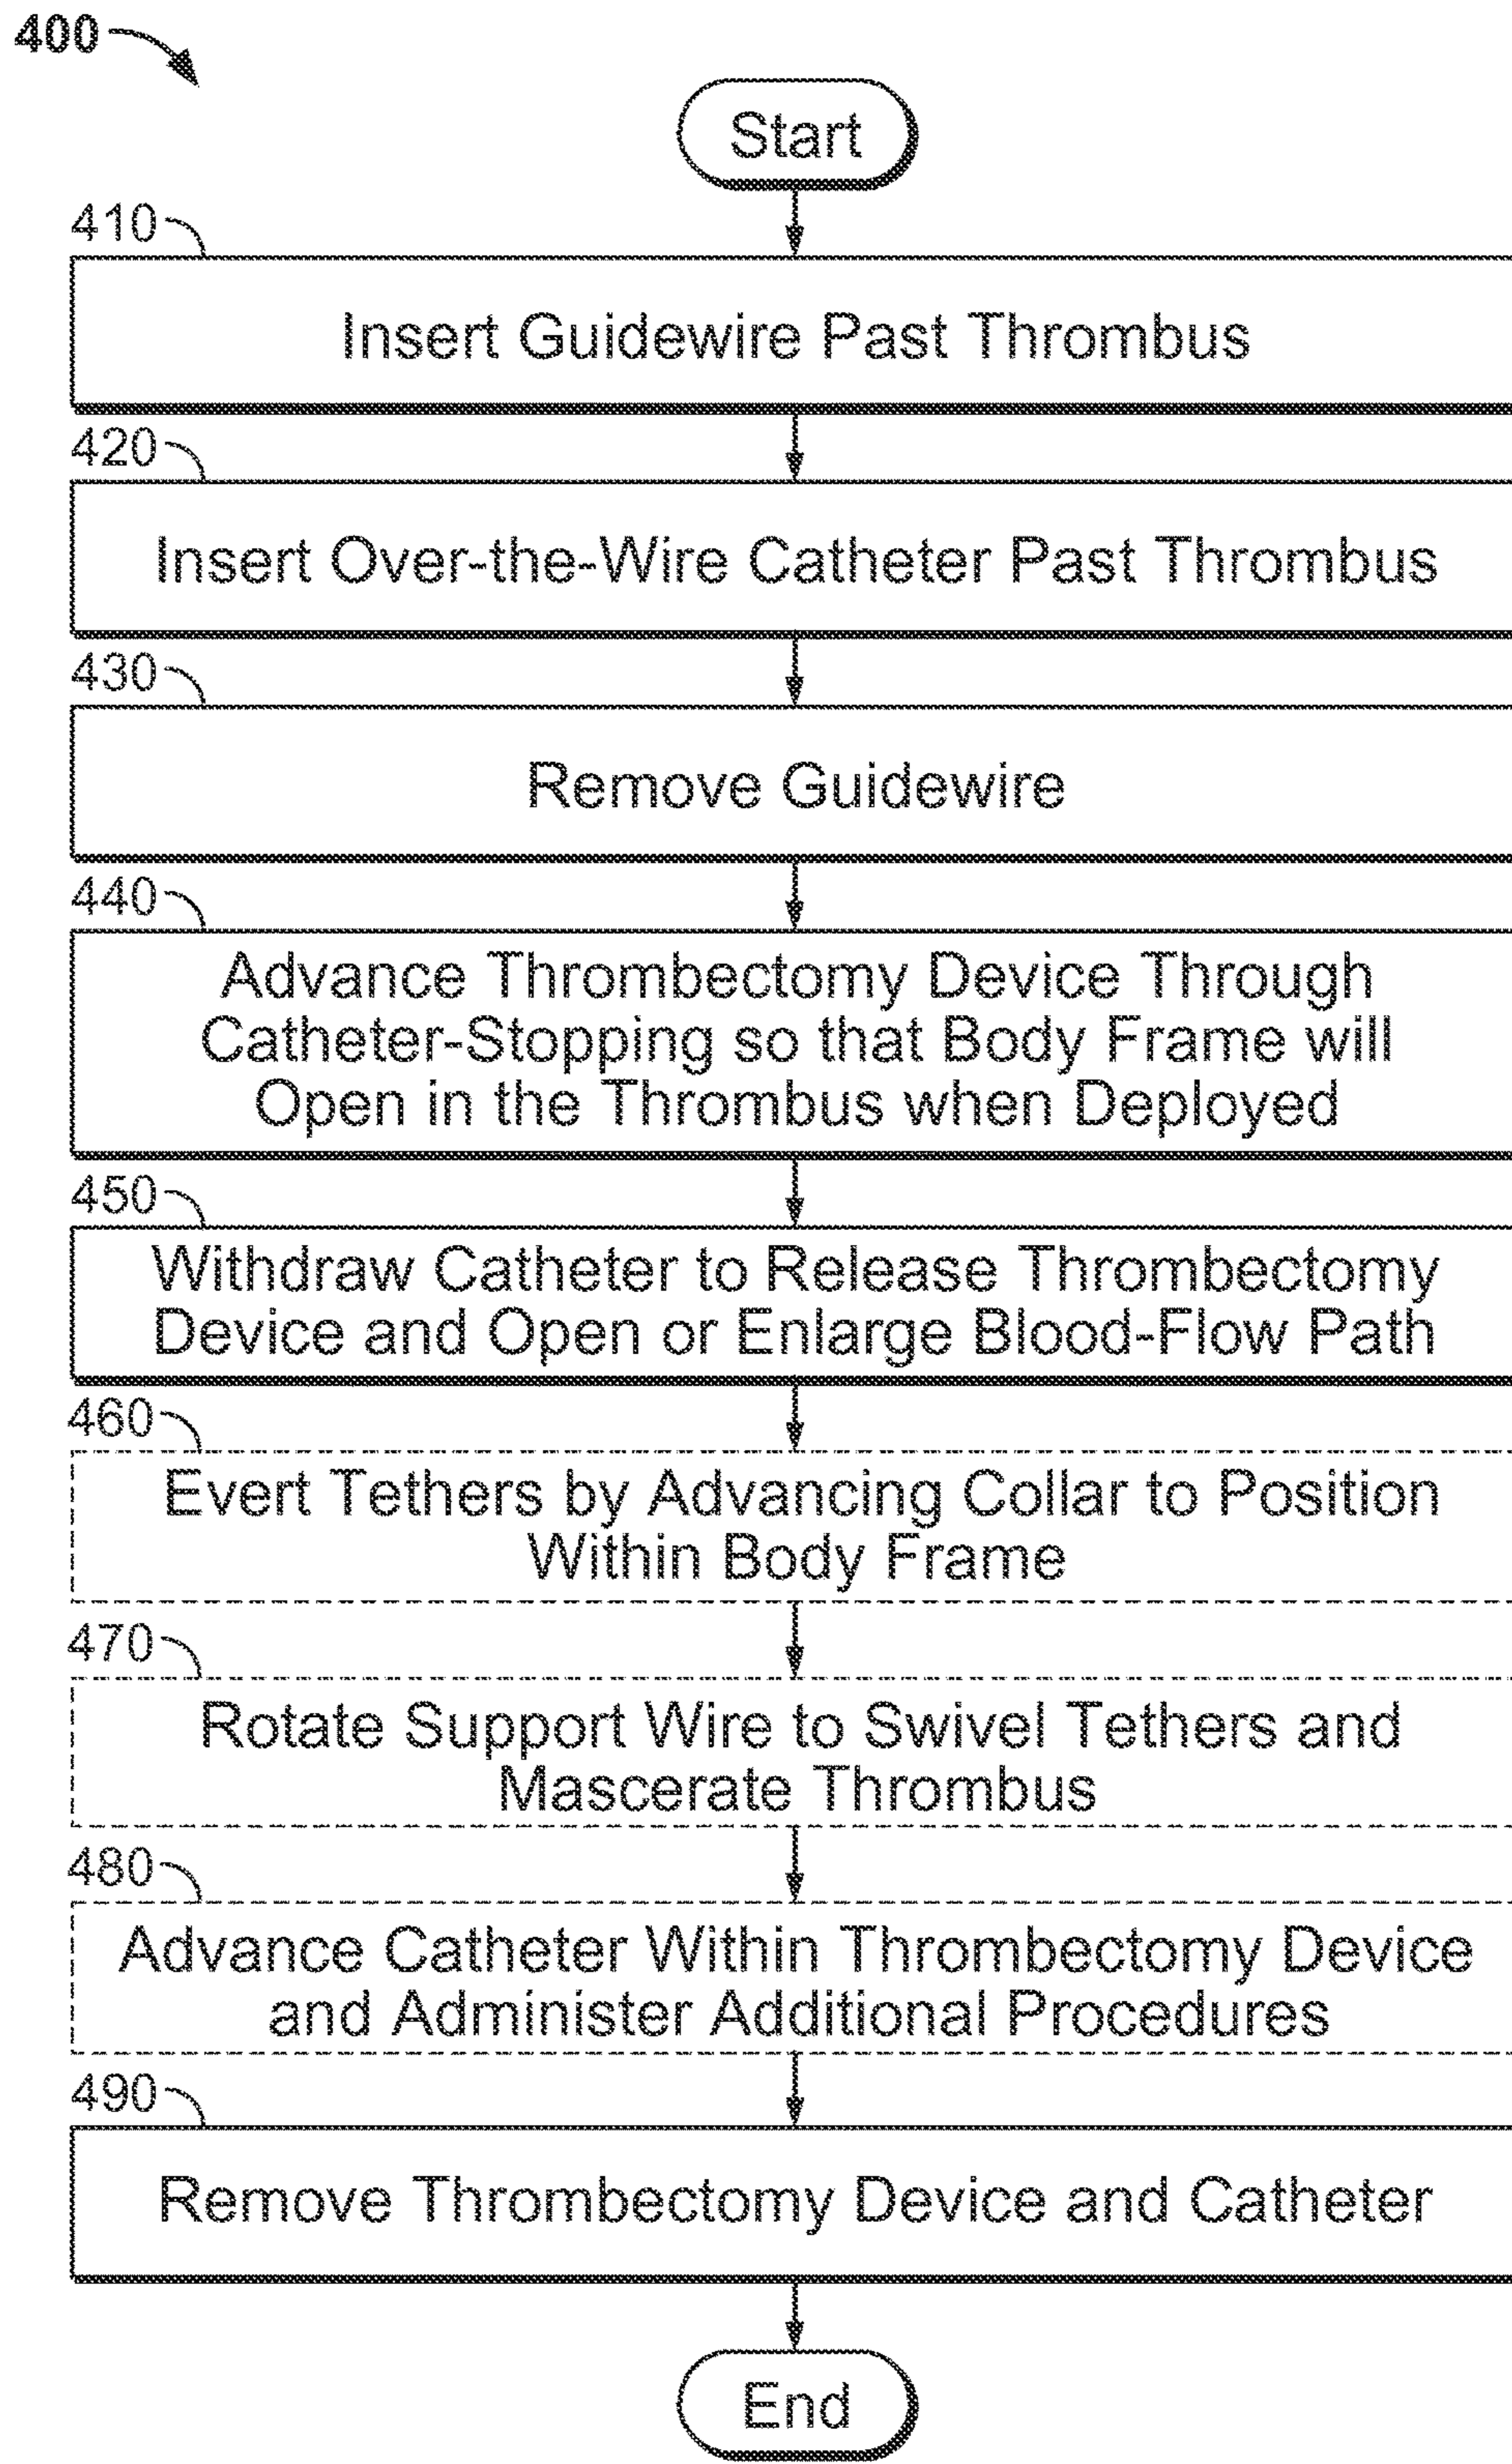 400
Start
410
Insert Guidewire Past Thrombus
420
Insert Over-the-Wire Catheter Past Thrombus
430
Remove Guidewire
440
Advance Thrombectomy Device Through
Catheter-Stopping so that Body Frame will
Open in the Thrombus when Deployed
450
Withdraw Catheter to Release Thrombectomy
Device and Open or Enlarge Blood-Flow Path
460
Evert Tethers by Advancing Collar to Position
Within Body Frame
470
Rotate Support Wire to Swivel Tethers and
Mascerate Thrombus
480
Advance Catheter Within Thrombectomy Device
and Administer Additional Procedures
490
Remove Thrombectomy Device and Catheter
End